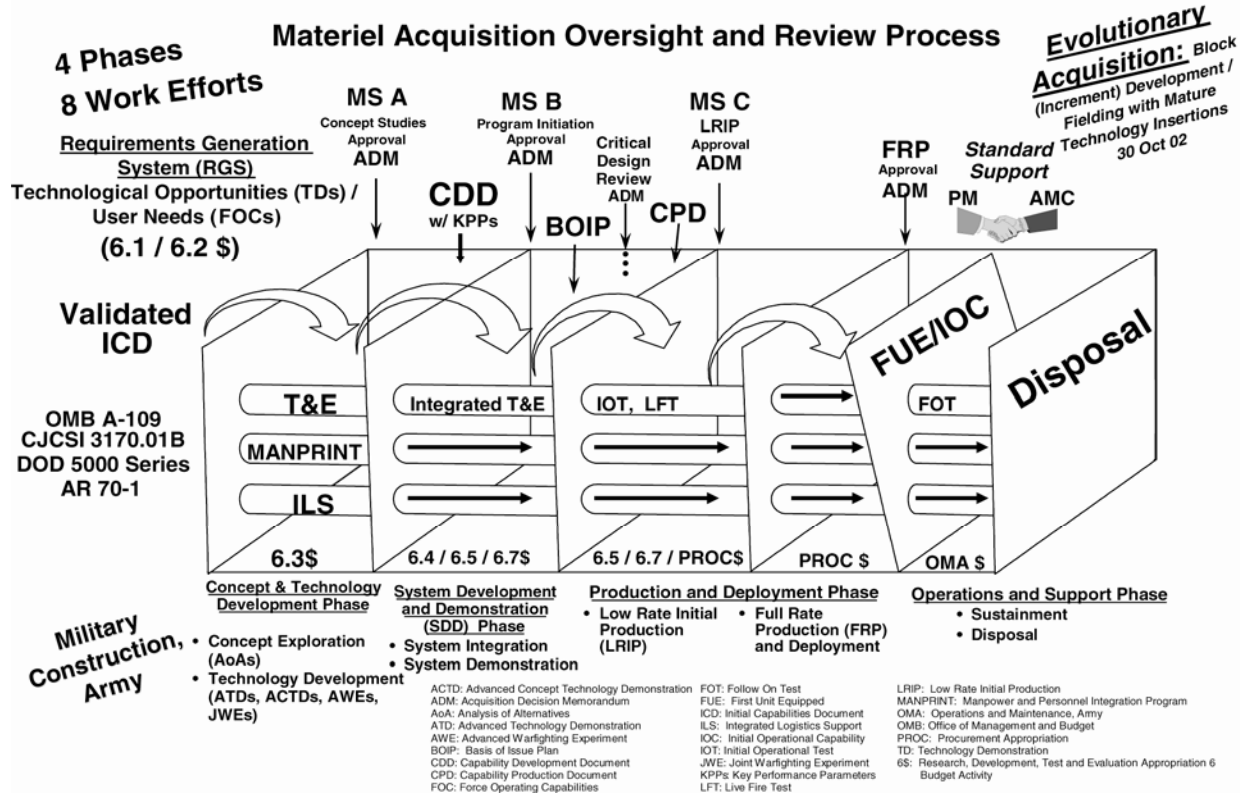 Materiel Acquisition Oversight and Review Process
4 Phases
8 Work Efforts
Evolutionary
Acquisition: Block
(Increment) Development /
Fielding with Mature
Technology Insertions
30 Oct 02
Requirements Generation
System (RGS)
Technological Opportunities (TDs) /
User Needs (FOCs)
(6.1 / 6.2 $)
MS A
Concept Studies
Approval
ADM
CDD
w/ KPPs
MS B
Program Initiation
Approval
ADM
BOIP
Critical
Design
Review
ADM
CPD
MS C
LRIP
Approval
ADM
FRP
Approval
ADM
Standard
Support
PM
AMC
Validated
ICD
OMB A-109
CJCSI 3170.01B
DOD 5000 Series
AR 70-1
T&E
MANPRINT
ILS
6.3$
Integrated T&E
6.4 / 6.5 / 6.7$
IOT, LFT
6.5 / 6.7 / PROC$
PROC $
FUE/IOC
FOT
OMA $
Disposal
Military
Construction,
Army
Concept & Technology
Development Phase
• Concept Exploration
(AoAs)
• Technology Development
(ATDs, ACTDs, AWEs,
JWEs)
System Development
and Demonstration
(SDD) Phase
• System Integration
• System Demonstration
Production and Deployment Phase
• Low Rate Initial
Production
(LRIP)
• Full Rate
Production (FRP)
and Deployment
Operations and Support Phase
• Sustainment
• Disposal
ACTD: Advanced Concept Technology Demonstration
ADM: Acquisition Decision Memorandum
AoA: Analysis of Alternatives
ATD: Advanced Technology Demonstration
AWE: Advanced Warfighting Experiment
BOIP: Basis of Issue Plan
CDD: Capability Development Document
CPD: Capability Production Document
FOC: Force Operating Capabilities
FOT: Follow On Test
FUE: First Unit Equipped
ICD: Initial Capabilities Document
ILS: Integrated Logistics Support
IOC: Initial Operational Capability
IOT: Initial Operational Test
JWE: Joint Warfighting Experiment
KPPs: Key Performance Parameters
LFT: Live Fire Test
LRIP: Low Rate Initial Production
MANPRINT: Manpower and Personnel Integration Program
OMA: Operations and Maintenance, Army
OMB: Office of Management and Budget
PROC: Procurement Appropriation
TD: Technology Demonstration
6$: Research, Development, Test and Evaluation Appropriation 6
Budget Activity